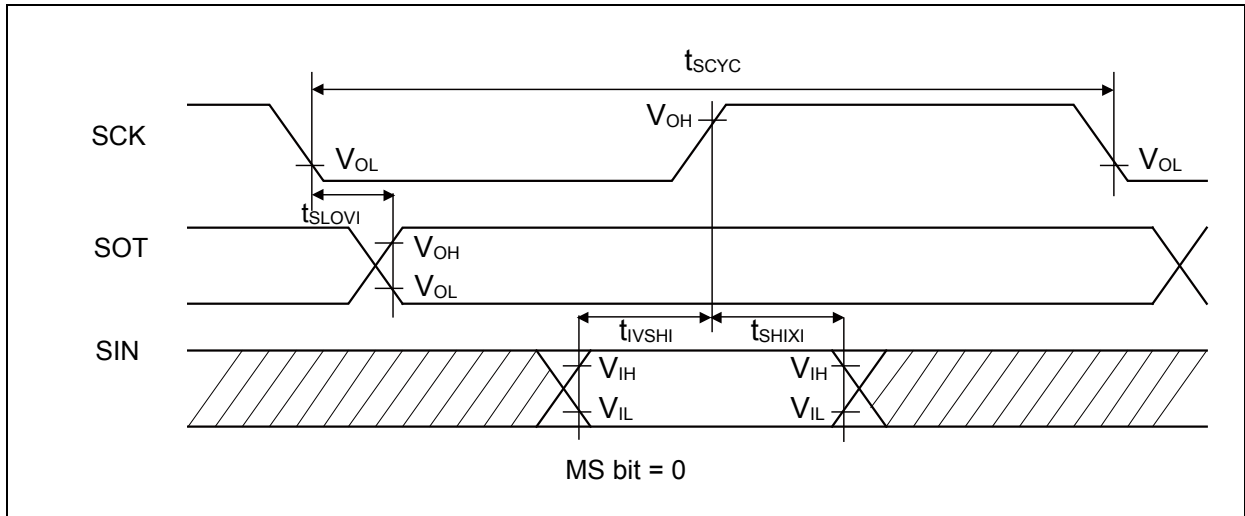 tSCYC
SCK
VOH
VOL
VOL
tSLOVI
SOT
VOH
VOL
tIVSHI
tSHIXI
SIN
VIH
VIH
VIL
VIL
MS bit = 0